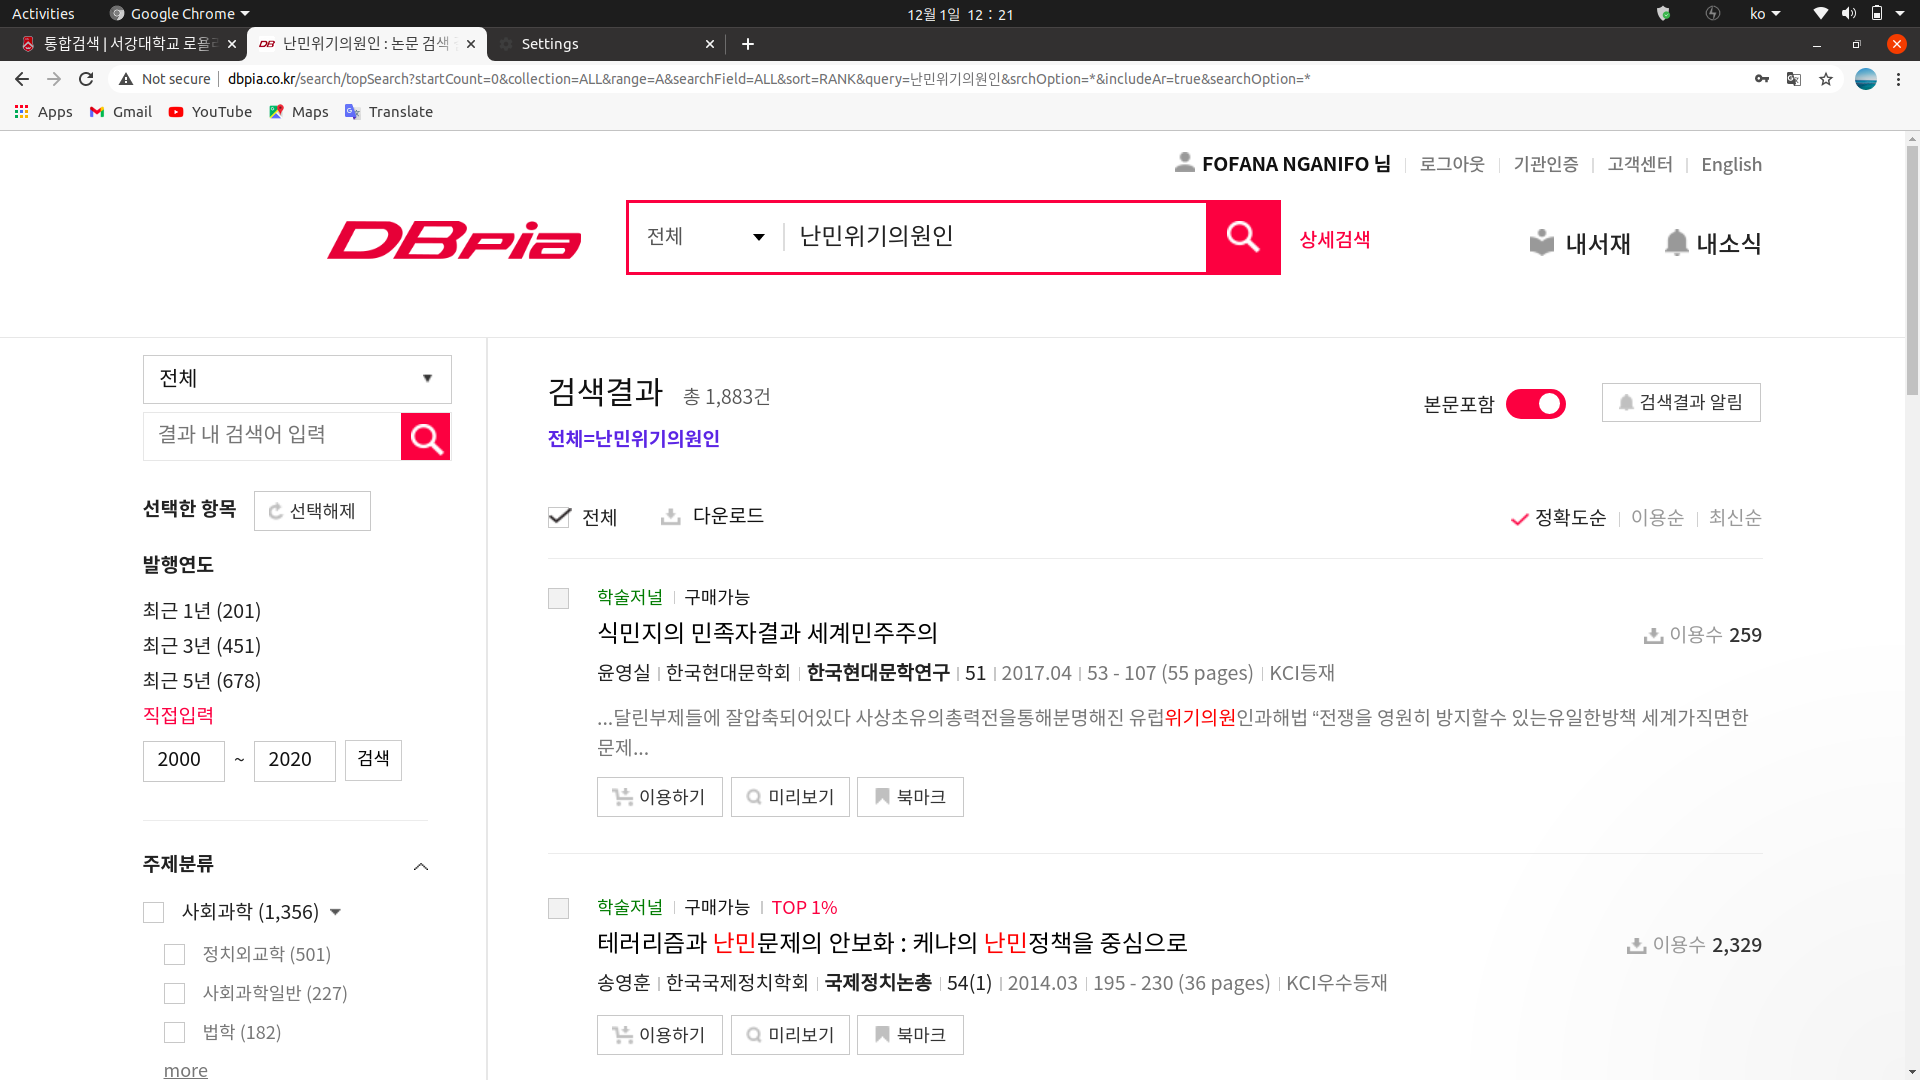 Activities
Google Chrome
12월 1일 12 : 21
ko
통합검색 | 서강대학교 로욜라
난민위기의원인 : 논문 검색
Settings
Not secure
dbpia.co.kr/search/topSearch?startCount=0&collection=ALL&range=A&searchField=ALL&sort=RANK&query=난민위기의원인&srchOption=*&includeAr=true&searchOption=*
Apps
Gmail
YouTube
Maps
Translate
FOFANA NGANIFO 님
로그아웃
기관인증
고객센터
English
DBpia
전체
난민위기의원인
상세검색
내서재
내소식
전체
결과 내 검색어 입력
선택한 항목
선택해제
발행연도
최근 1년 (201)
최근 3년 (451)
최근 5년 (678)
직접입력
2000 ~ 2020 검색
주제분류
사회과학 (1,356)
정치외교학 (501)
사회과학일반 (227)
법학 (182)
more
검색결과 총 1,883건
전체=난민위기의원인
본문포함
검색결과 알림
전체
다운로드
정확도순
이용순
최신순
학술저널 구매가능
식민지의 민족자결과 세계민주주의
이용수 259
윤영실 한국현대문학회 한국현대문학연구 51 2017.04 53 - 107 (55 pages) KCI등재
...달린부제들에 잘압축되어있다 사상초유의총력전을통해분명해진 유럽위기의원인과해법 “전쟁을 영원히 방지할수 있는유일한방책 세계가직면한
문제...
이용하기
미리보기
북마크
학술저널 구매가능 TOP 1%
테러리즘과 난민문제의 안보화 : 케냐의 난민정책을 중심으로
이용수 2,329
송영훈 한국국제정치학회 국제정치논총 54(1) 2014.03 195 - 230 (36 pages) KCI우수등재
이용하기
미리보기
북마크